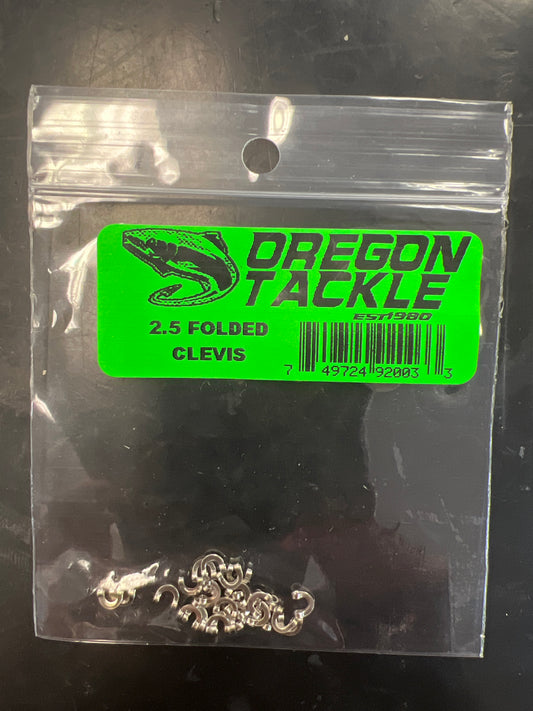 OREGON
TACKLE
EST1980
2.5 FOLDED
CLEVIS
7 49724 92003 3